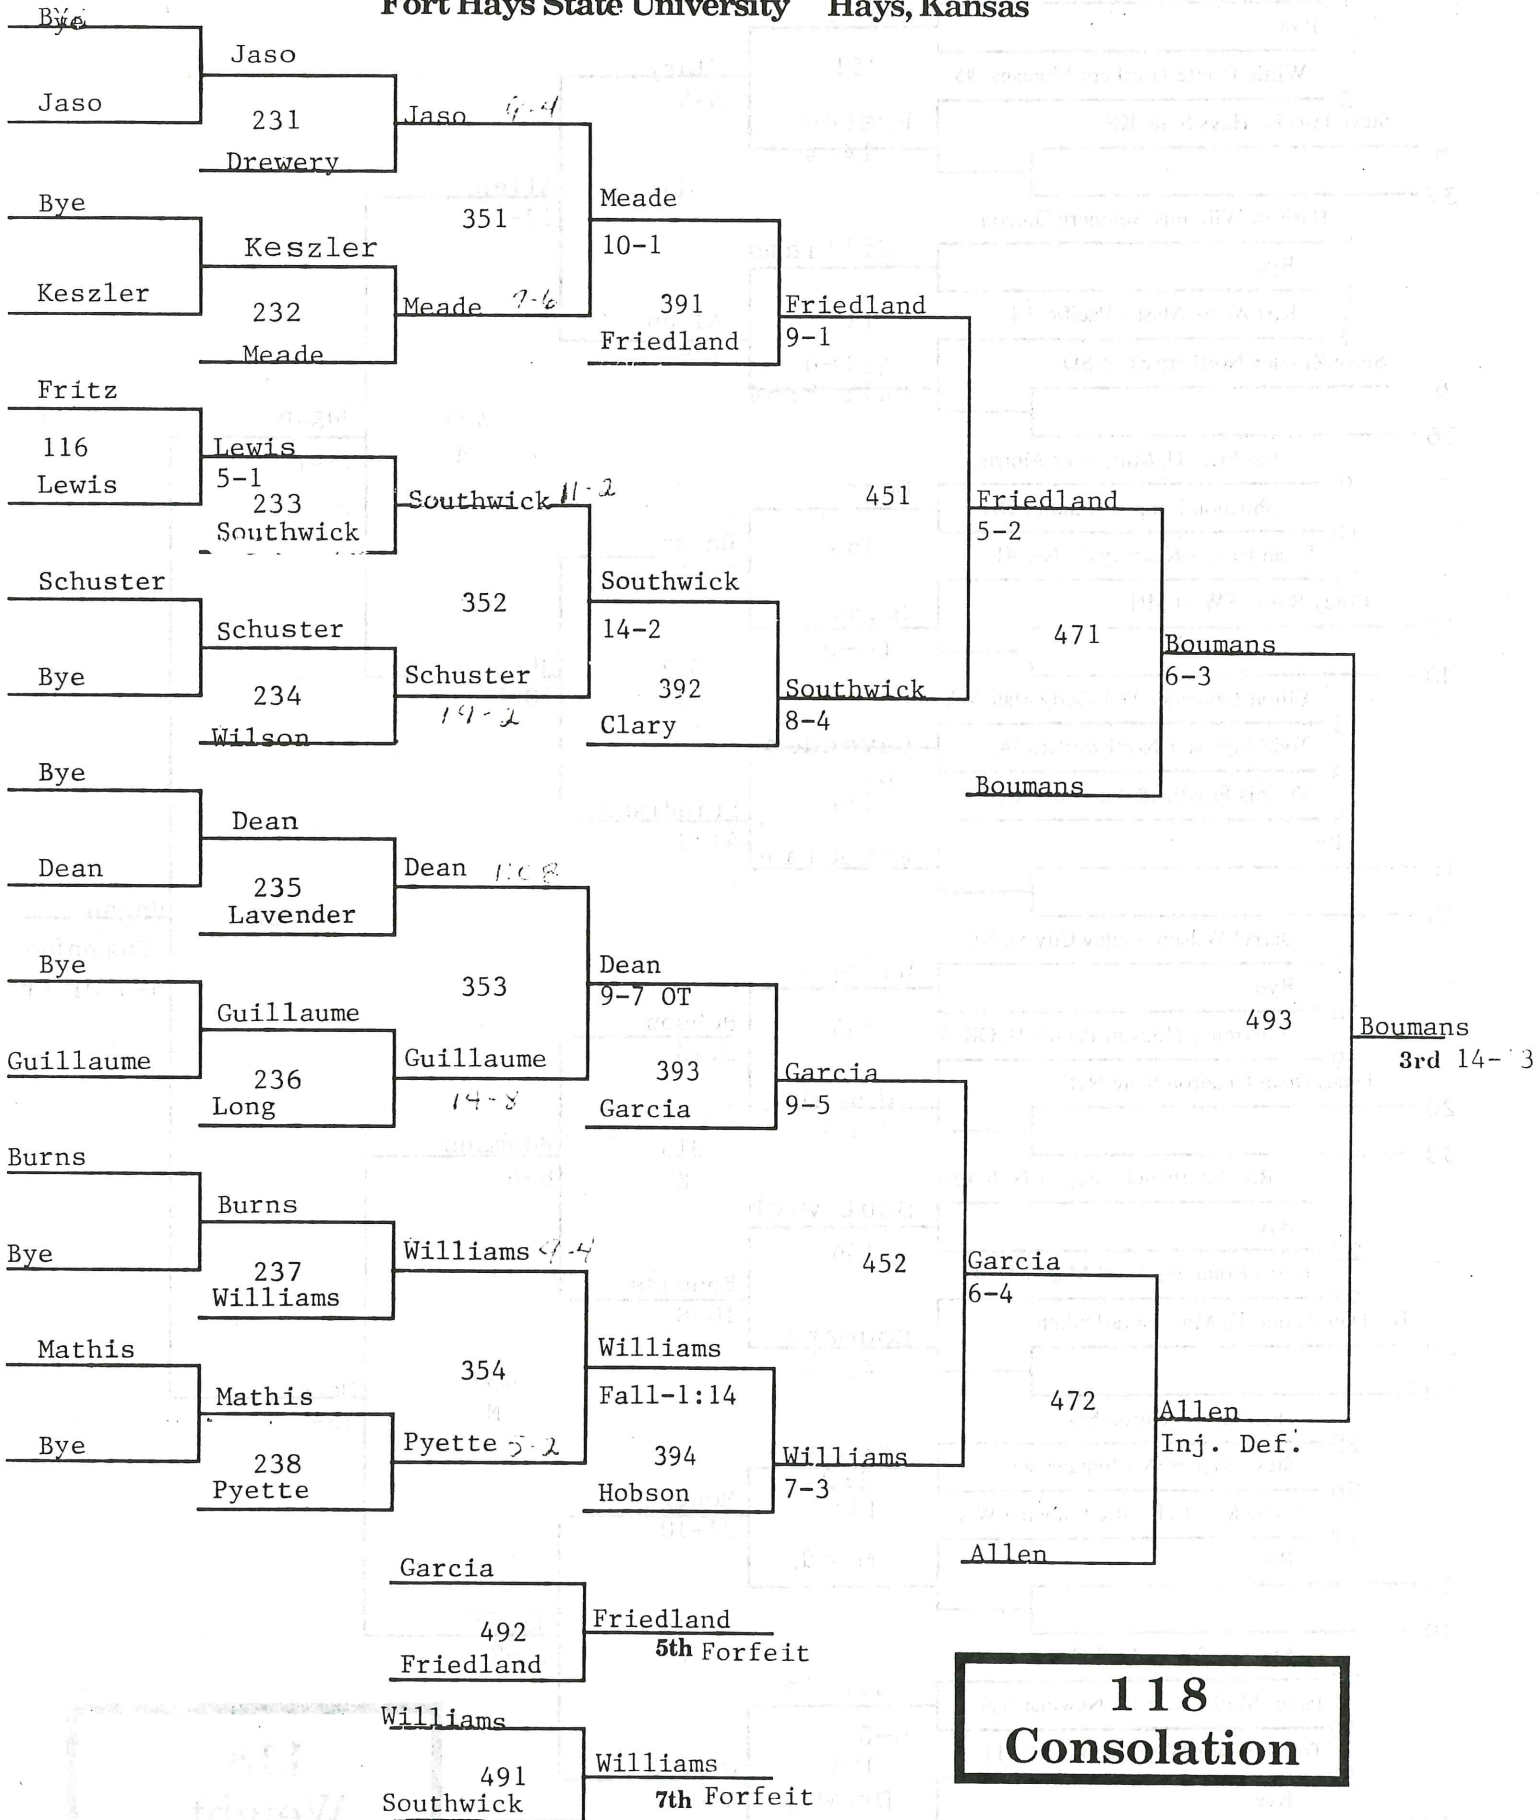 Fort Hays State University Hays, Kansas
Bye
Jaso
Jaso
231
Drewery
Jaso 9-4
Bye
Keszler
Keszler
232
Meade
Meade 7-6
351
Meade
10-1
391
Friedland
Friedland
9-1
Fritz
116
Lewis
Lewis
5-1
233
Southwick
Southwick 11-2
Schuster
Bye
Schuster
234
Wilson
Schuster
14-2
352
Southwick
14-2
392
Clary
Southwick
8-4
451
Friedland
5-2
471
Boumans
Boumans
6-3
Bye
Dean
Dean
235
Lavender
Dean
Bye
Guillaume
Guillaume
236
Long
Guillaume
14-8
353
Dean
9-7 OT
393
Garcia
Garcia
9-5
Burns
Bye
Burns
237
Williams
Williams 9-4
Mathis
Bye
Mathis
238
Pyette
Pyette 5-2
354
Williams
Fall-1:14
394
Hobson
Williams
7-3
452
Garcia
6-4
472
Allen
Allen
Inj. Def.
493
Boumans
3rd 14-
Garcia
492
Friedland
Friedland
5th Forfeit
Williams
491
Southwick
Williams
7th Forfeit
118
Consolation